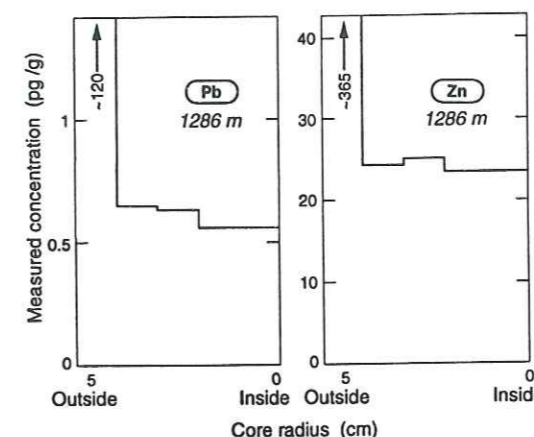 Measured concentration (pg/g)
1
0.5
0
~120
Pb
1286 m
5
0
Outside
Inside
40
30
20
10
0
~365
Zn
1286 m
5
0
Outside
Insid
Core radius (cm)